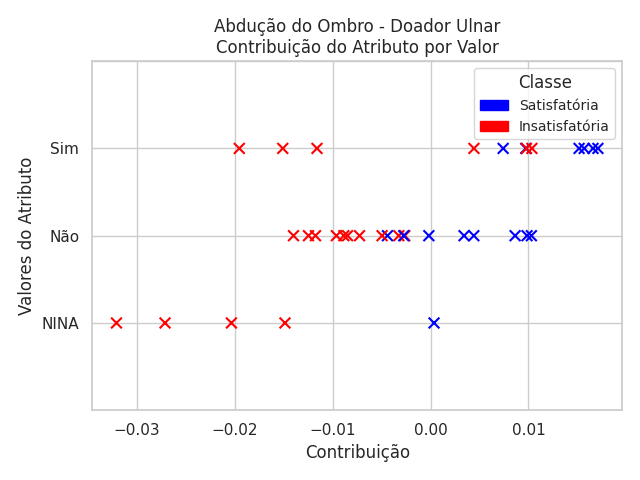 Abdução do Ombro - Doador Ulnar
Contribuição do Atributo por Valor
Classe
Satisfatória
Insatisfatória
Valores do Atributo
Sim
Não
NINA
−0.03
−0.02
−0.01
0.00
0.01
Contribuição